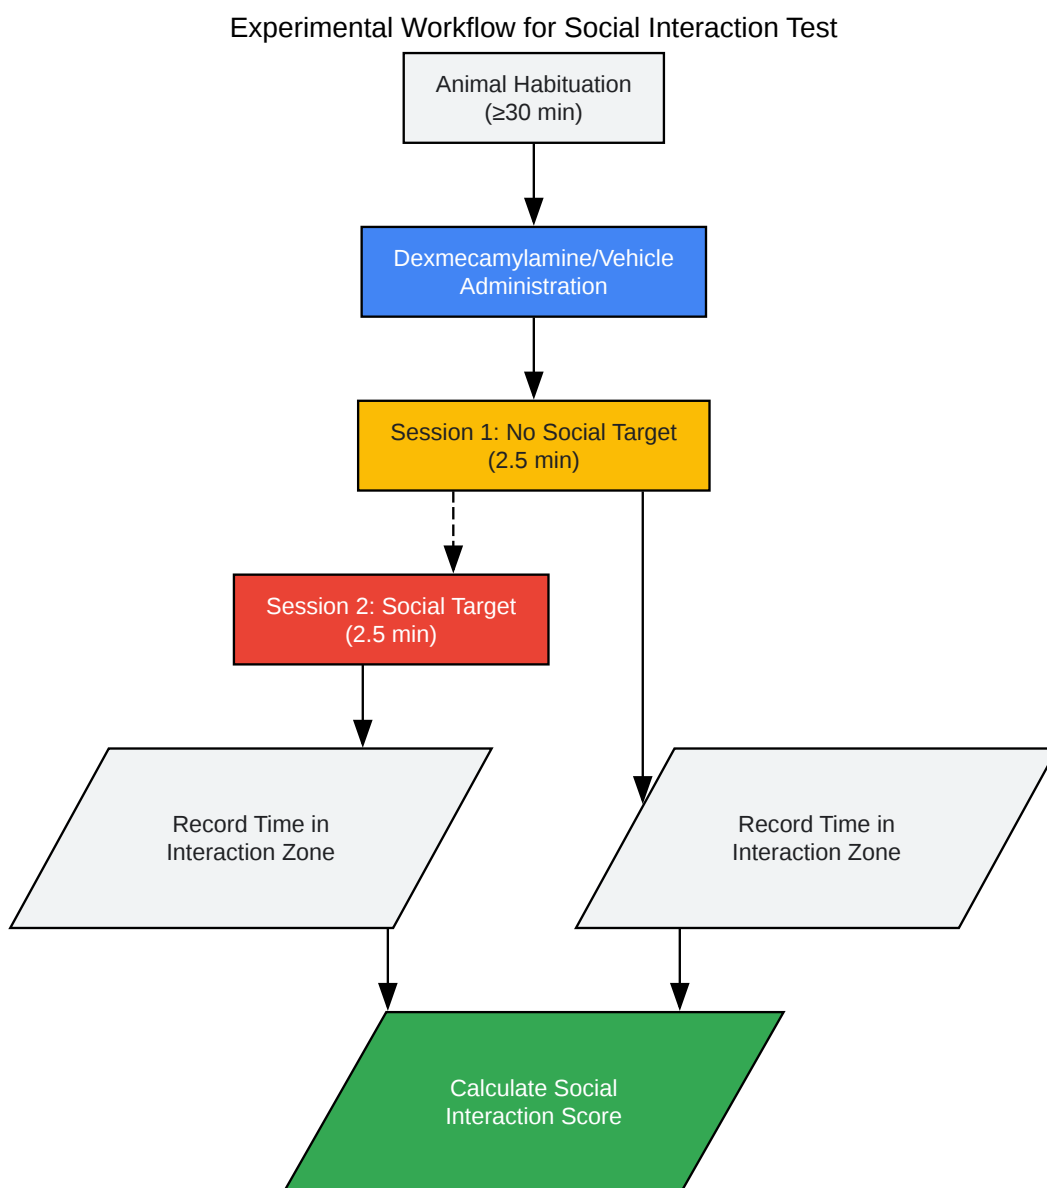 Experimental Workflow for Social Interaction Test
Animal Habituation
(≥30 min)
Dexmecamylamine/Vehicle
Administration
Session 1: No Social Target
(2.5 min)
Session 2: Social Target
(2.5 min)
Record Time in
Interaction Zone
Record Time in
Interaction Zone
Calculate Social
Interaction Score